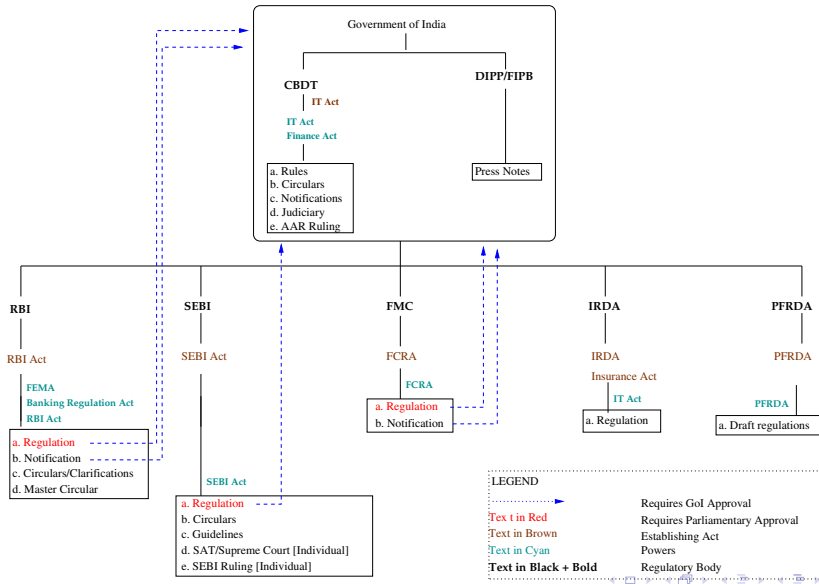 Government of India
CBDT
IT Act
IT Act
Finance Act
a. Rules
b. Circulars
c. Notifications
d. Judiciary
e. AAR Ruling
DIPP/FIPB
Press Notes
RBI
RBI Act
FEMA
Banking Regulation Act
RBI Act
a. Regulation
b. Notification
c. Circulars/Clarifications
d. Master Circular
SEBI
SEBI Act
SEBI Act
a. Regulation
b. Circulars
c. Guidelines
d. SAT/Supreme Court [Individual]
e. SEBI Ruling [Individual]
FMC
FCRA
FCRA
a. Regulation
b. Notification
IRDA
IRDA
Insurance Act
IT Act
a. Regulation
PFRDA
PFRDA
PFRDA
a. Draft regulations
LEGEND
Requires GoI Approval
Tex t in Red Requires Parliamentary Approval
Text in Brown Establishing Act
Text in Cyan Powers
Text in Black + Bold Regulatory Body